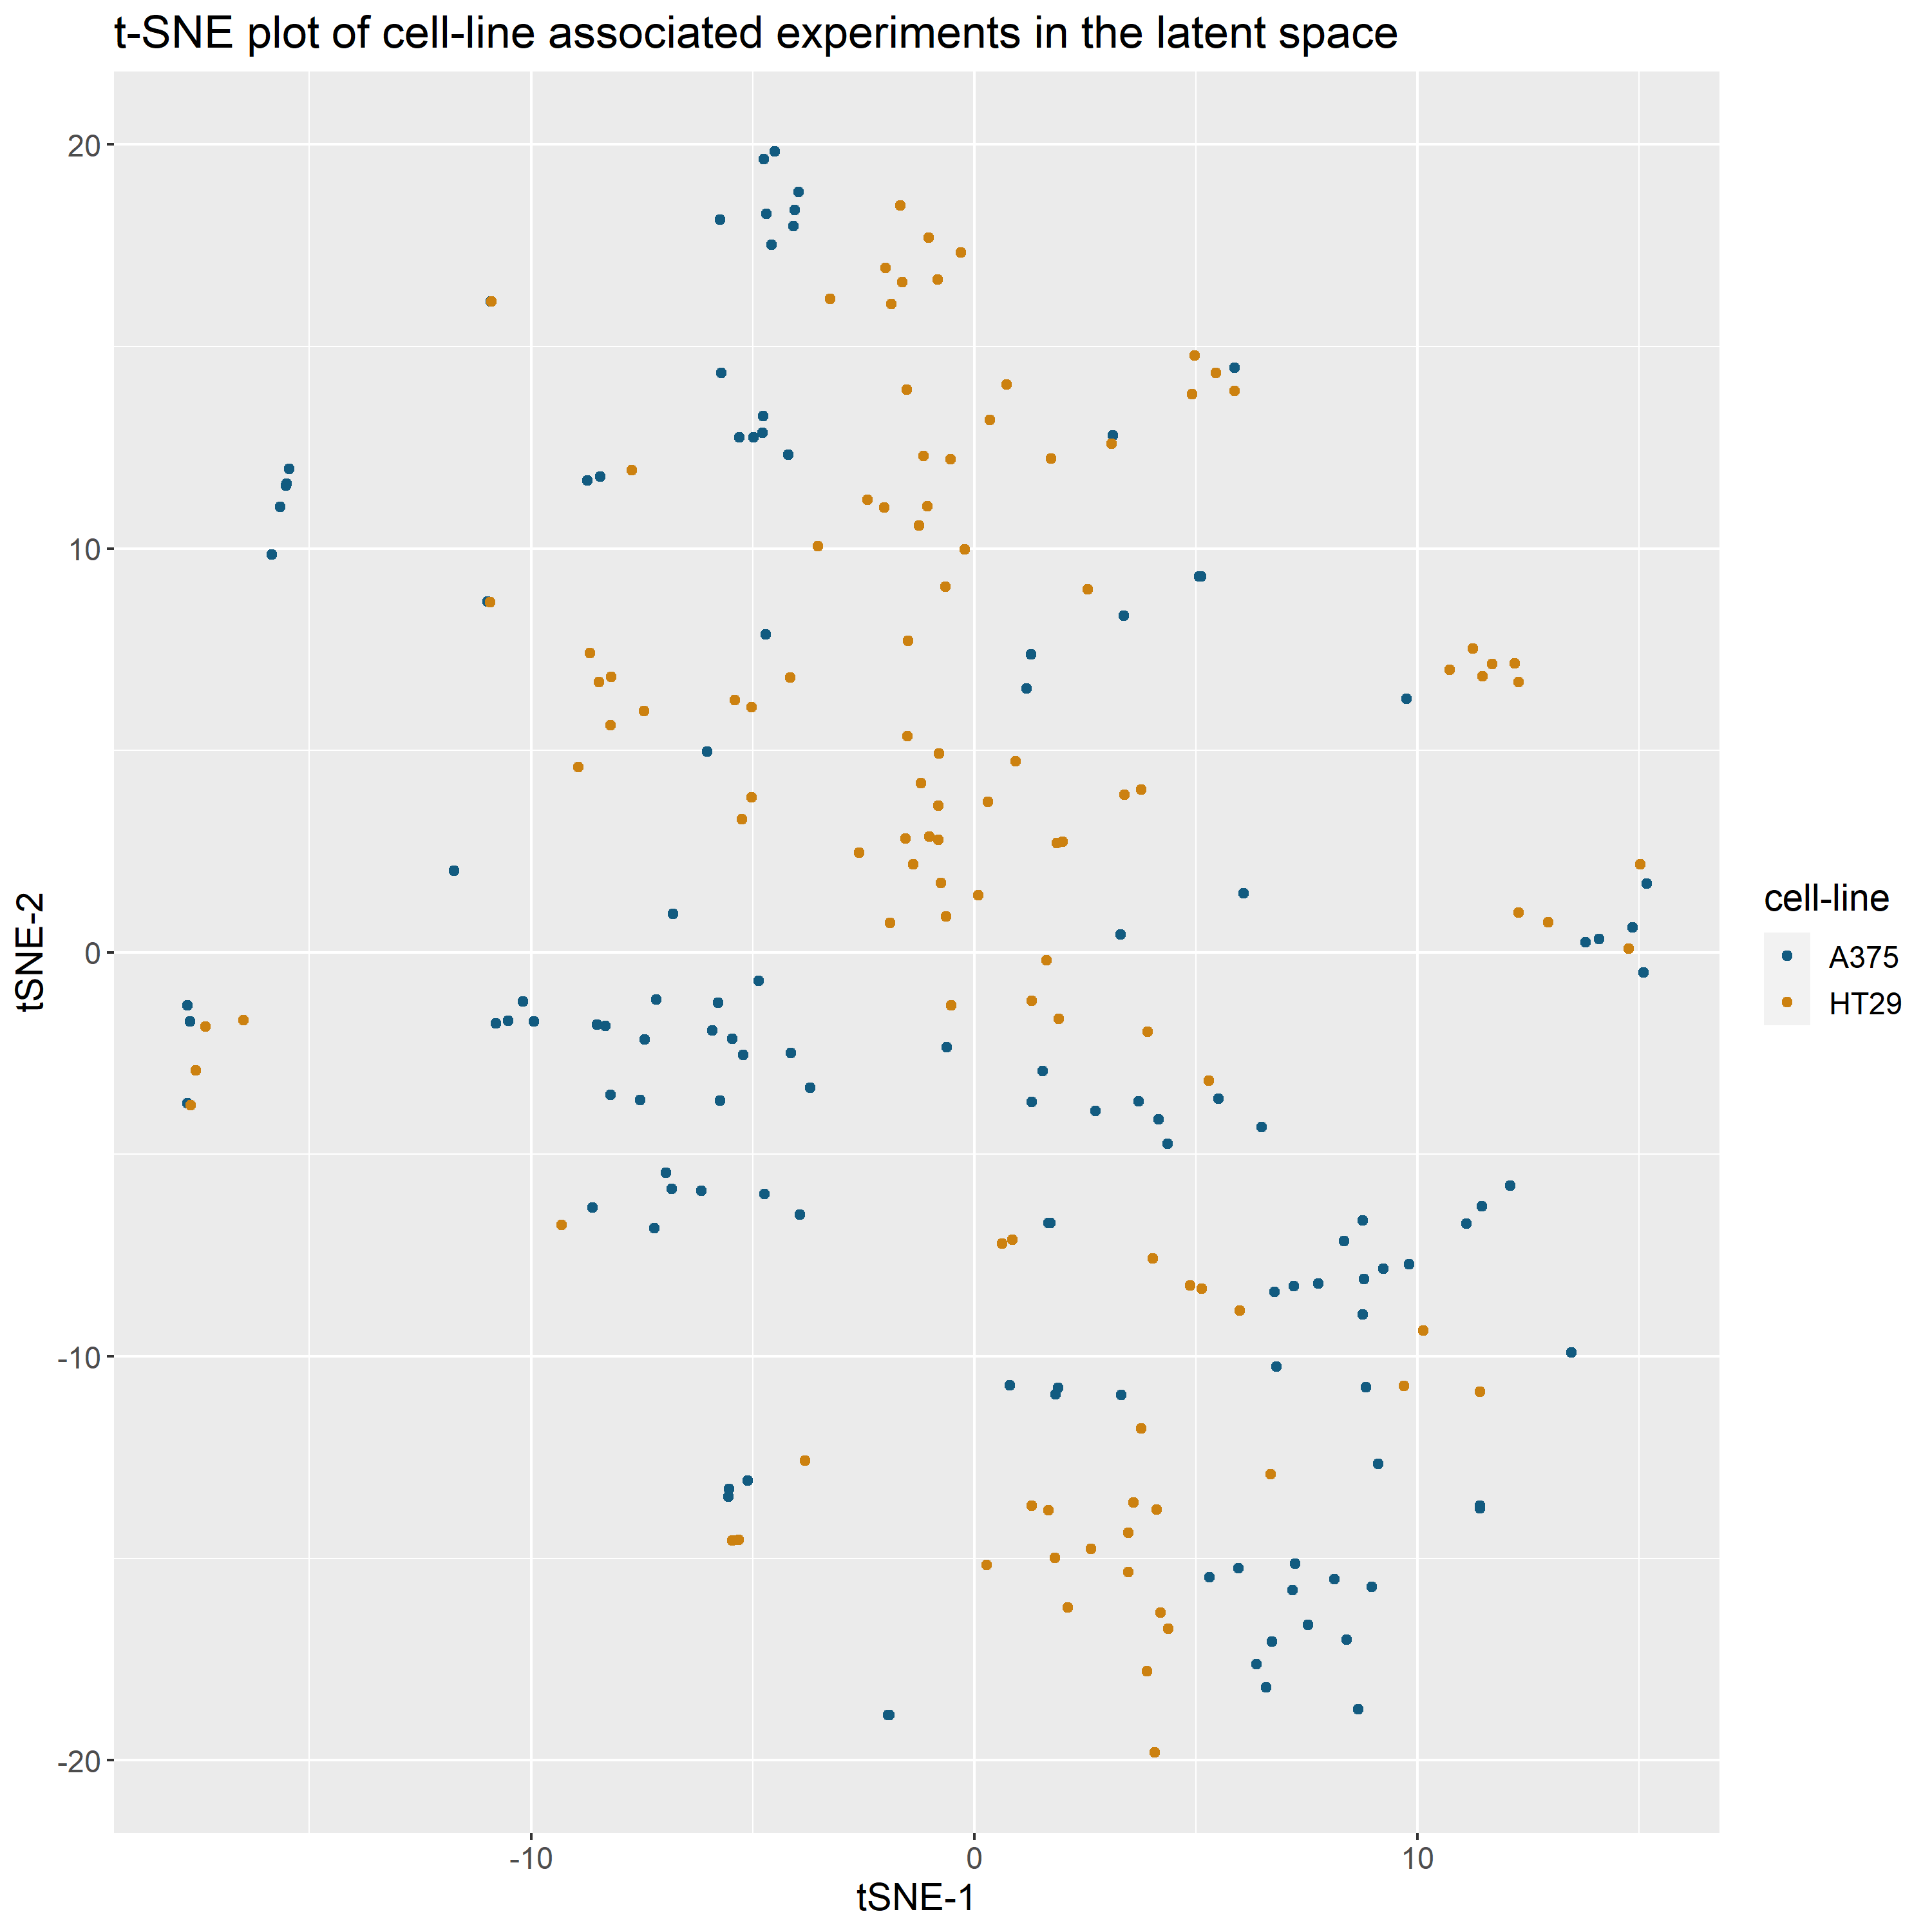 t-SNE plot of cell-line associated experiments in the latent space
tSNE-2
20
10
0
-10
-20
-10
0
10
tSNE-1
cell-line
A375
HT29